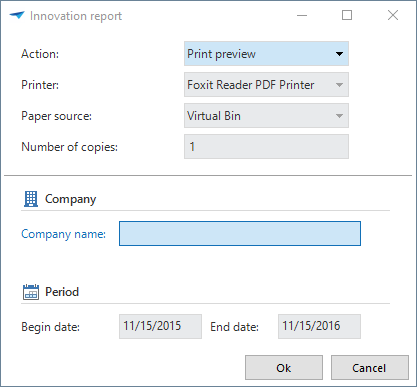 Innovation report
Action: Print preview
Printer: Foxit Reader PDF Printer
Paper source: Virtual Bin
Number of copies: 1
Company
Company name:
Period
Begin date: 11/15/2015 End date: 11/15/2016
Ok Cancel